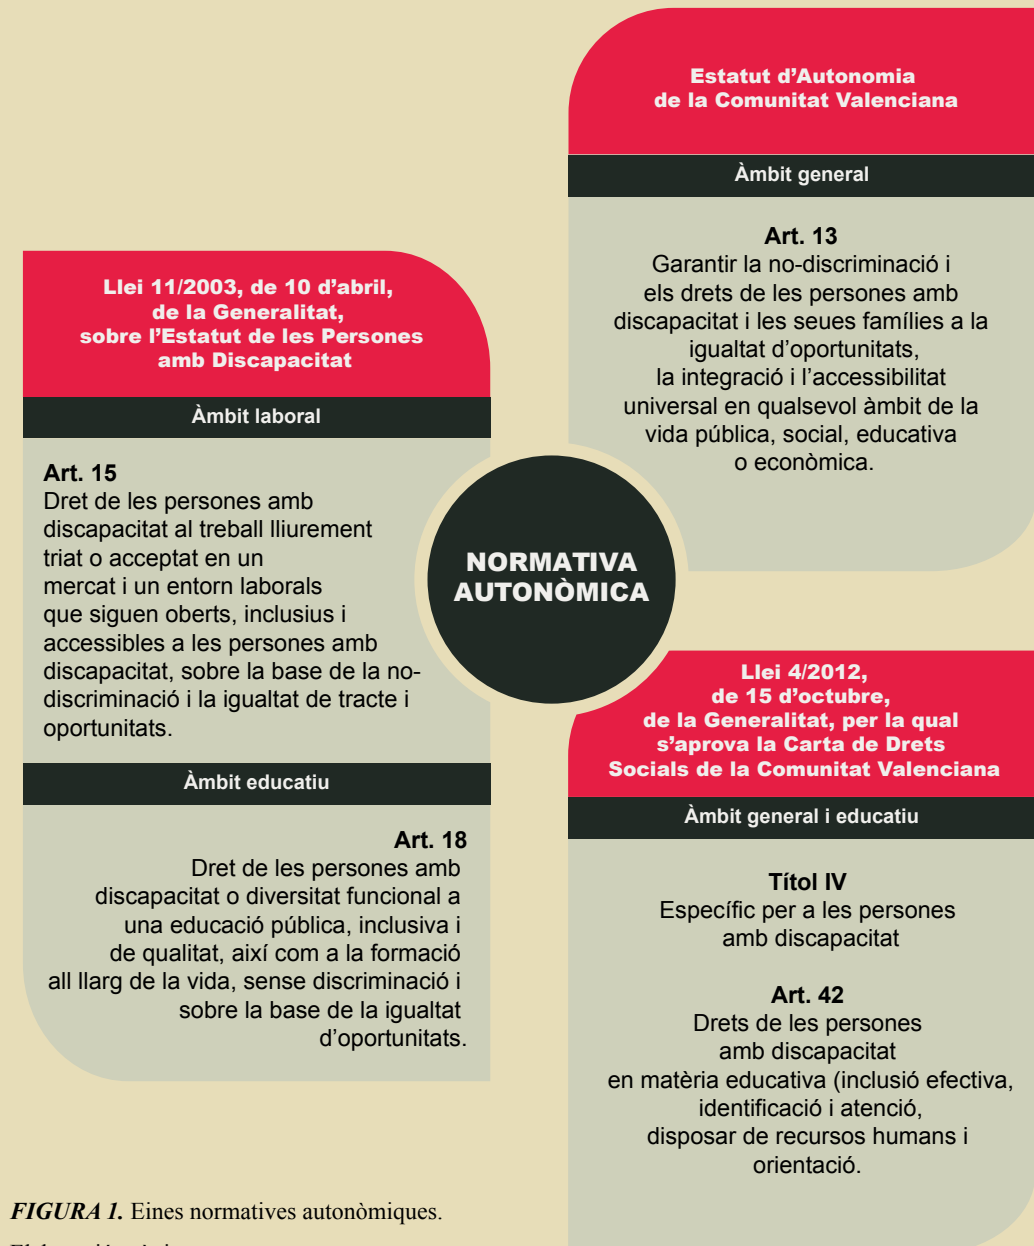 Estatut d'Autonomia
de la Comunitat Valenciana
Àmbit general
Art. 13
Garantir la no-discriminació i
els drets de les persones amb
discapacitat i les seues famílies a la
igualtat d'oportunitats,
la integració i l'accessibilitat
universal en qualsevol àmbit de la
vida pública, social, educativa
o econòmica.
Llei 11/2003, de 10 d'abril,
de la Generalitat,
sobre l'Estatut de les Persones
amb Discapacitat
Àmbit laboral
Art. 15
Dret de les persones amb
discapacitat al treball lliurement
triat o acceptat en un
mercat i un entorn laborals
que siguen oberts, inclusius i
accessibles a les persones amb
discapacitat, sobre la base de la no-
discriminació i la igualtat de tracte i
oportunitats.
Àmbit educatiu
Art. 18
Dret de les persones amb
discapacitat o diversitat funcional a
una educació pública, inclusiva i
de qualitat, així com a la formació
all llarg de la vida, sense discriminació i
sobre la base de la igualtat
d'oportunitats.
NORMATIVA
AUTONÒMICA
Llei 4/2012,
de 15 d'octubre,
de la Generalitat, per la qual
s'aprova la Carta de Drets
Socials de la Comunitat Valenciana
Àmbit general i educatiu
Títol IV
Específic per a les persones
amb discapacitat
Art. 42
Drets de les persones
amb discapacitat
en matèria educativa (inclusió efectiva,
identificació i atenció,
disposar de recursos humans i
orientació.
FIGURA 1. Eines normatives autonòmiques.